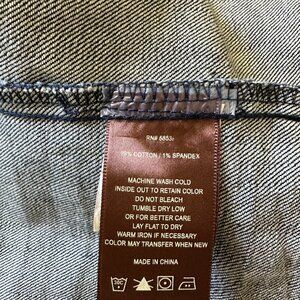 RN# 6853
?9% COTTON / 1% SPANDEX
MACHINE WASH COLD
INSIDE OUT TO RETAIN COLOR
DO NOT BLEACH
TUMBLE DRY LOW
OR FOR BETTER CARE
LAY FLAT TO DRY
WARM IRON IF NECESSARY
COLOR MAY TRANSFER WHEN NEW
MADE IN CHINA